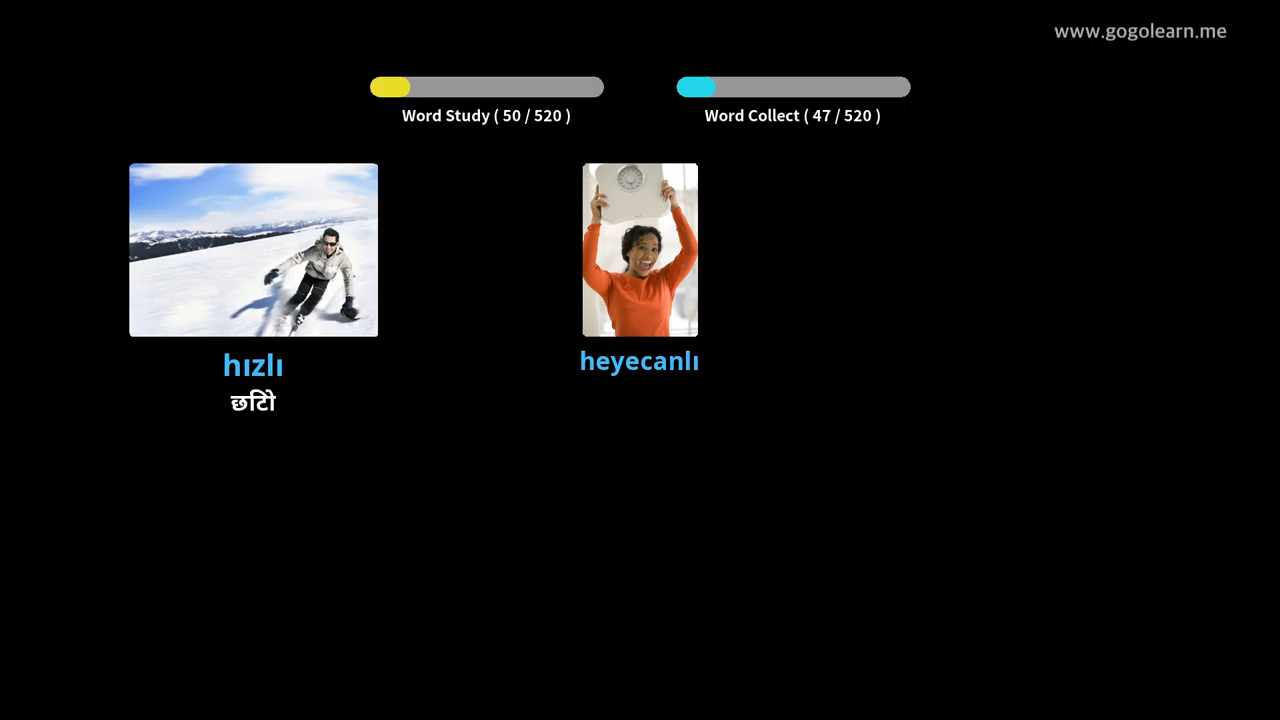 www.gogolearn.me
Word Study ( 50 / 520 )
Word Collect ( 47 / 520 )
hızlı
छिटो
heyecanlı